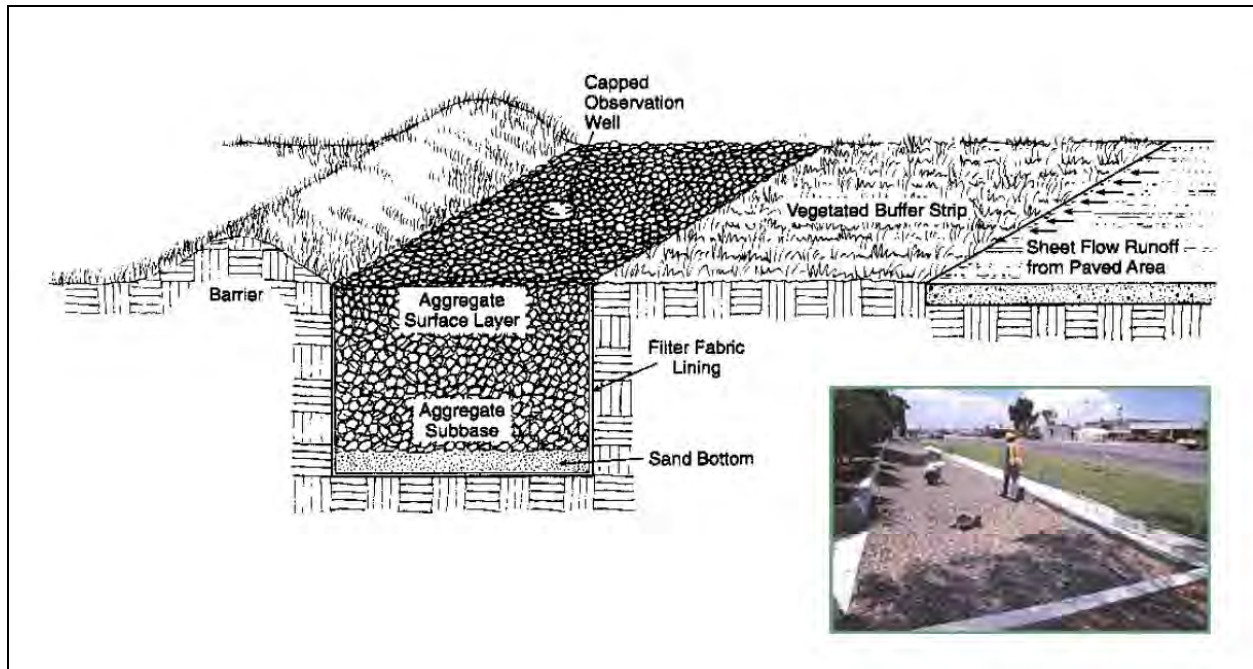 Capped
Observation
Well
Vegetated Buffer Strip
Sheet Flow Runoff
from Paved Area
Barrier
Aggregate
Surface Layer
Filter Fabric
Lining
Aggregate
Subbase
Sand Bottom